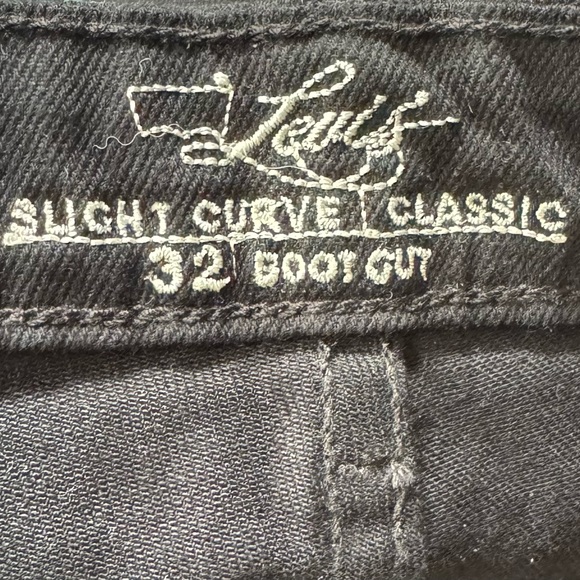 Levi's
SLIGHT CURVE | CLASSIC
32 BOOT CUT